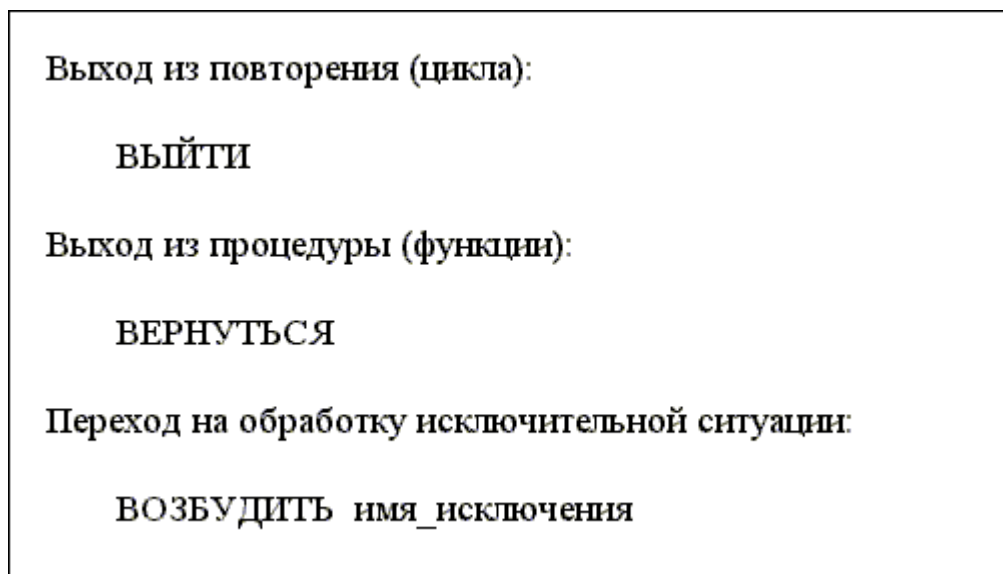 Выход из повторения (цикла):
ВЫЙТИ
Выход из процедуры (функции):
ВЕРНУТЬСЯ
Переход на обработку исключительной ситуации:
ВОЗБУДИТЬ имя_исключения